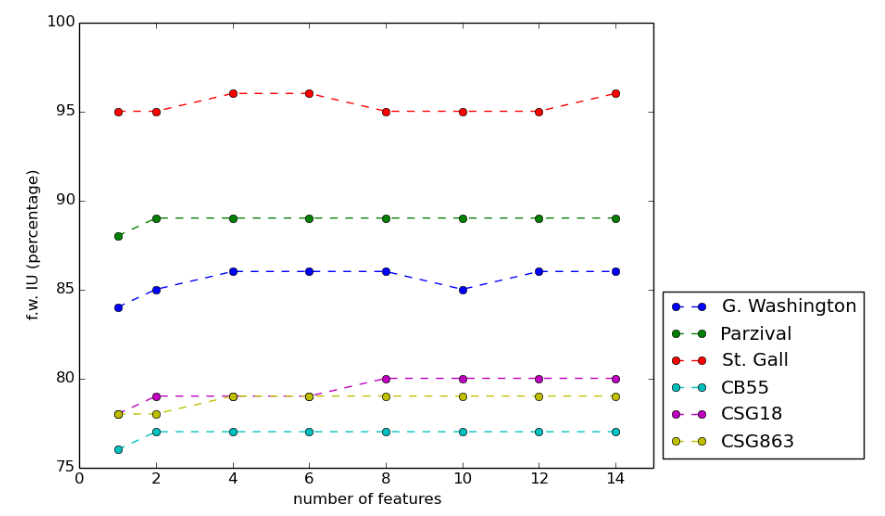 100
95
90
85
80
75
f.w. IU (percentage)
0 2 4 6 8 10 12 14
number of features
G. Washington
Parzival
St. Gall
CB55
CSG18
CSG863